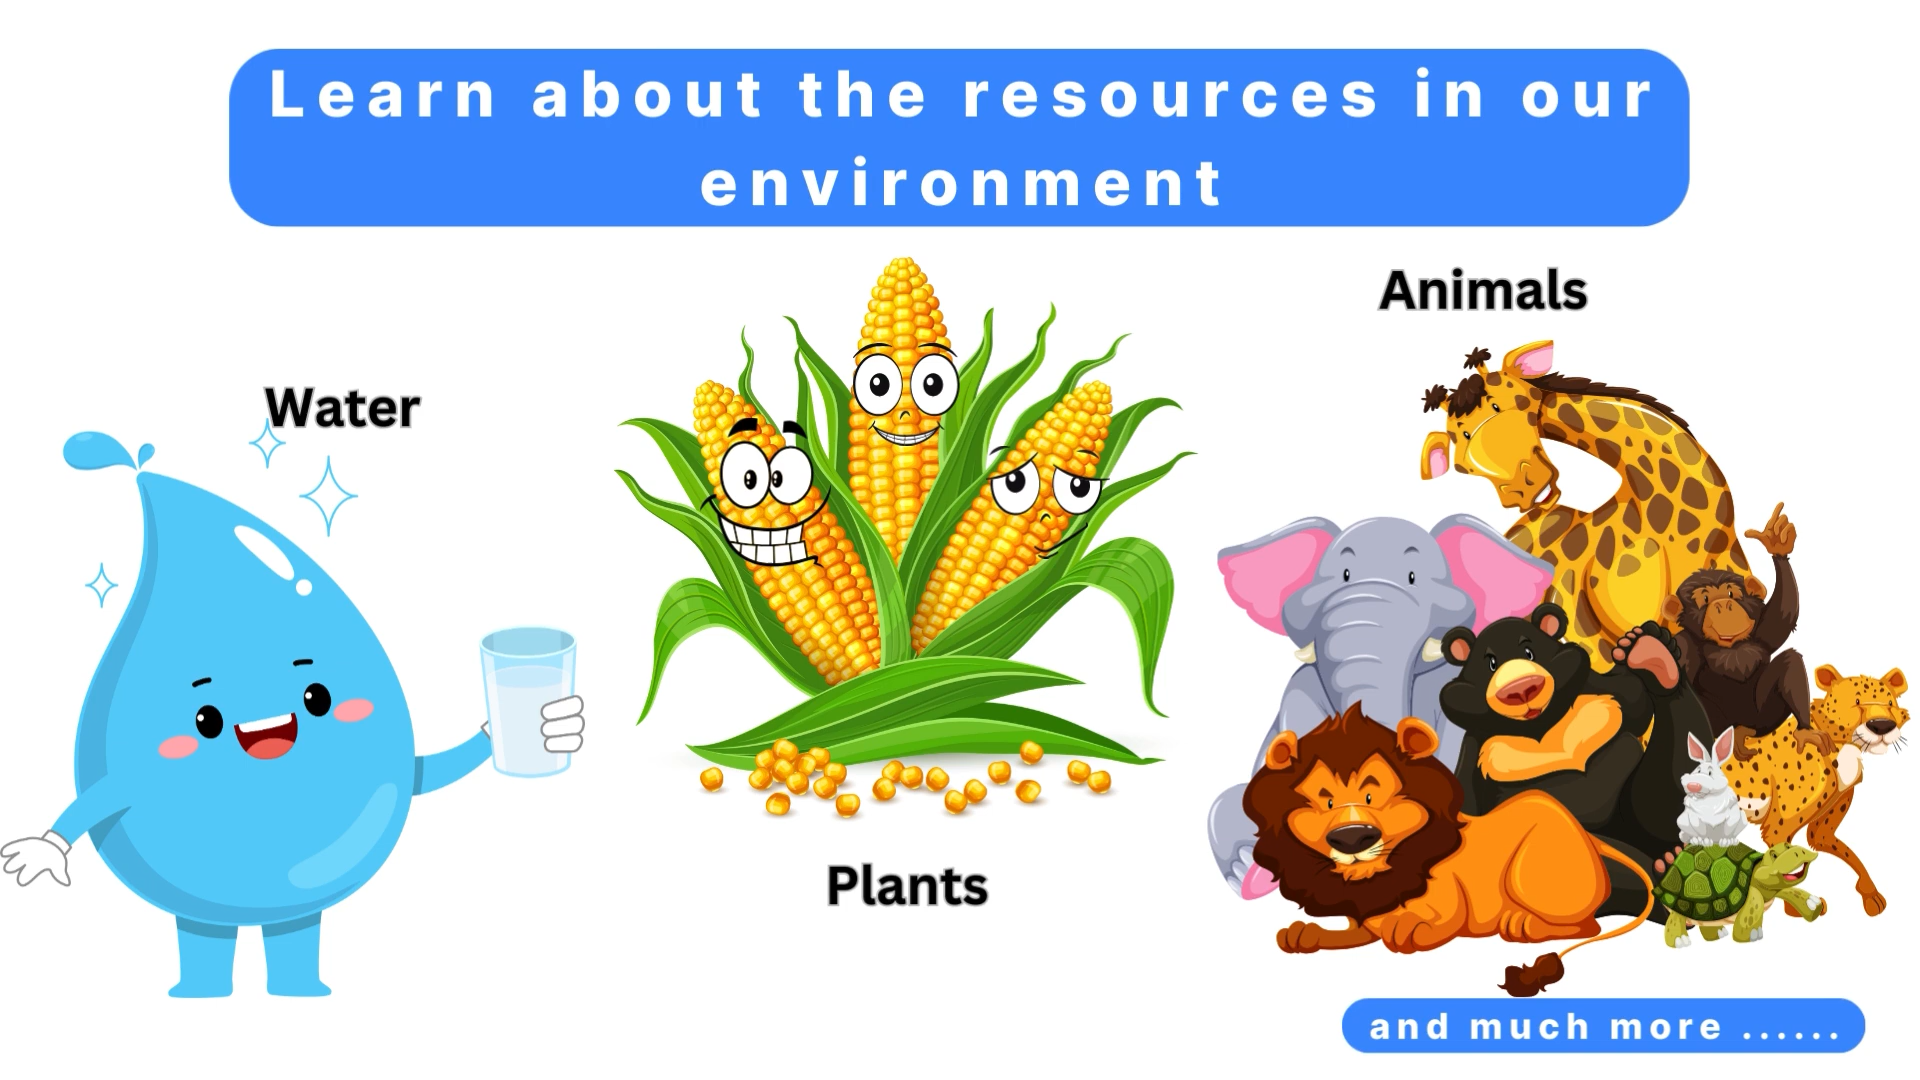 Learn about the resources in our
environment
Animals
Water
Plants
and much more ......